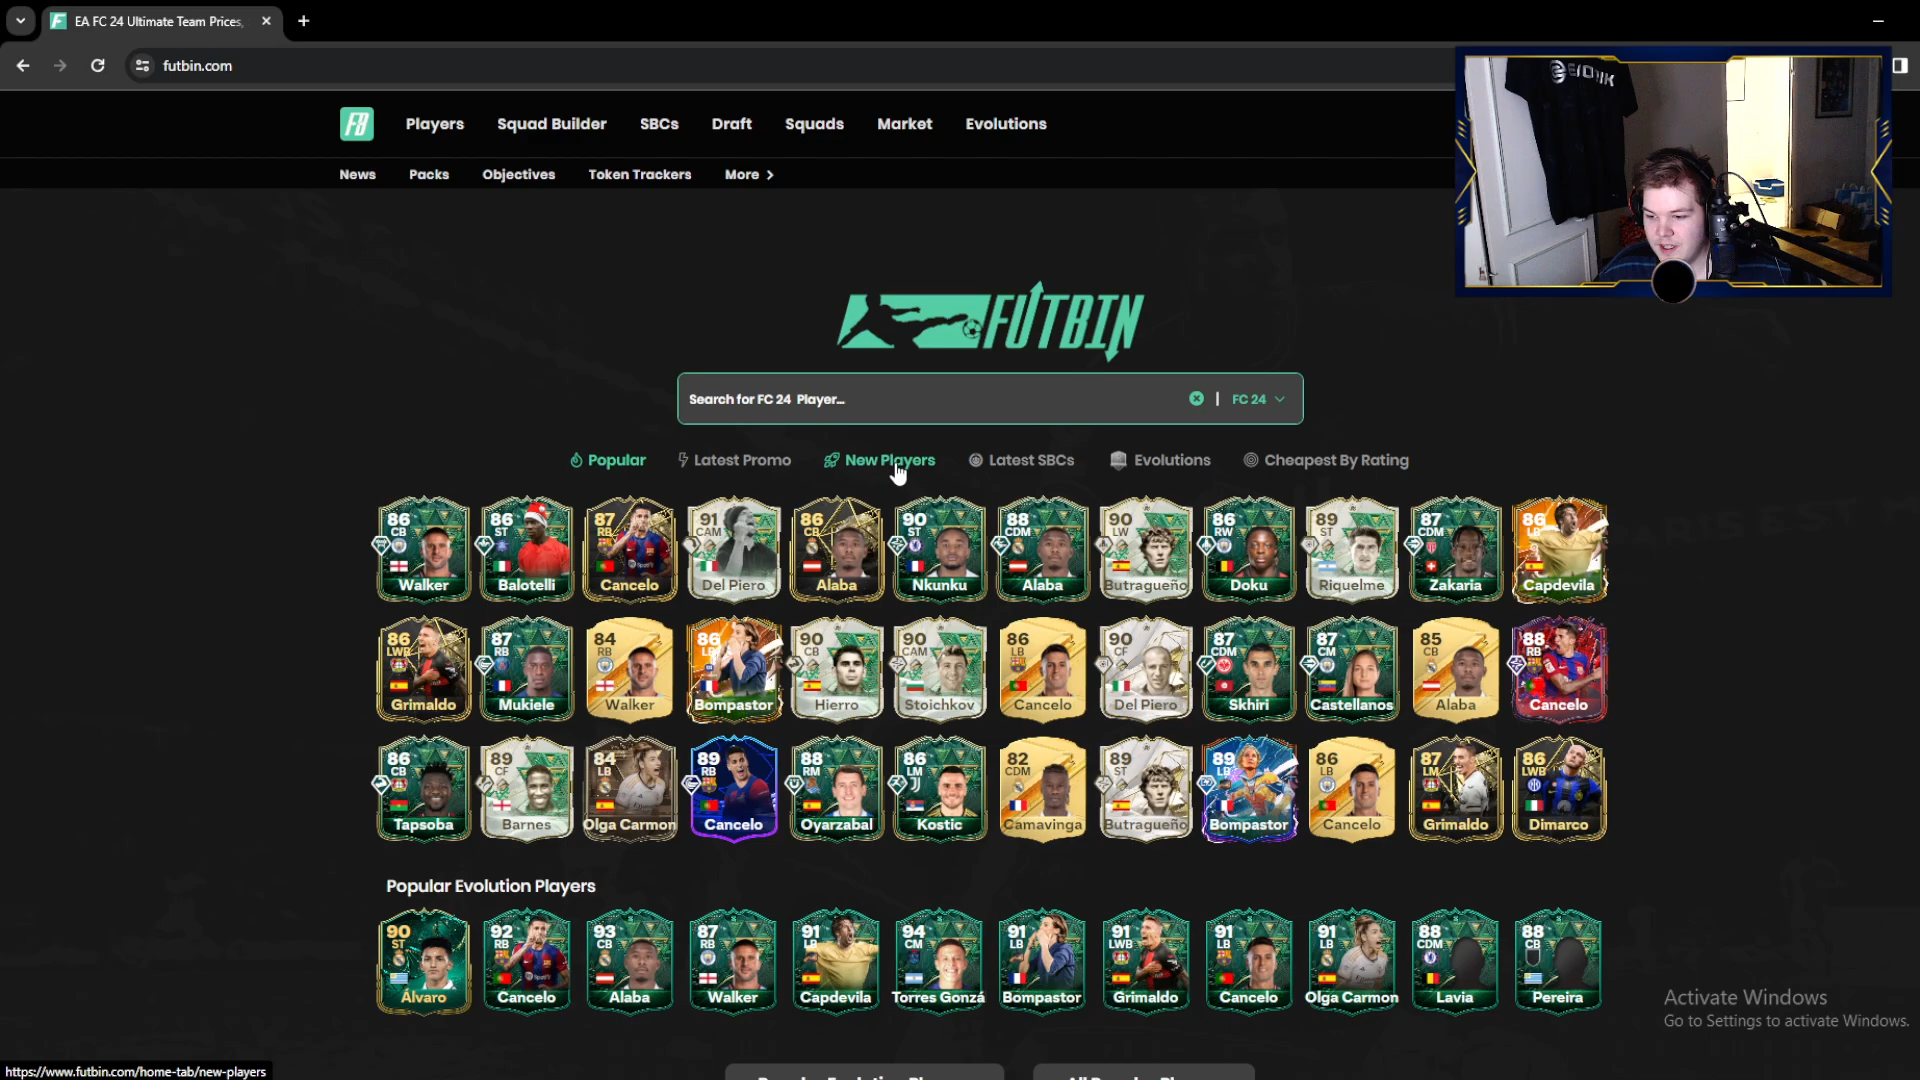 EA FC 24 Ultimate Team Prices,
futbin.com
Players Squad Builder SBCs Draft Squads Market Evolutions
News Packs Objectives Token Trackers More
FUTBIN
Search for FC 24 Player... | FC 24
Popular Latest Promo New Players Latest SBCs Evolutions Cheapest By Rating
86 86 87 91 86 90 88 90 86 89 87 86
CB ST RB CAM CB ST CDM LW RW ST CDM LB
Walker Balotelli Cancelo Del Piero Alaba Nkunku Alaba Butragueño Doku Riquelme Zakaria Capdevila
86 87 84 86 90 90 86 90 87 87 85 88
LWB RB RB LB CB CAM LB CF CDM CM CB RB
Grimaldo Mukiele Walker Bompastor Hierro Stoichkov Cancelo Del Piero Skhiri Castellanos Alaba Cancelo
86 89 84 89 88 86 82 89 89 86 87 86
CB CF LB RB RM LM CDM ST LB LB LM LWB
Tapsoba Barnes Olga Carmon Cancelo Oyarzabal Kostic Camavinga Butragueño Bompastor Cancelo Grimaldo Dimarco
Popular Evolution Players
90 92 93 87 91 94 91 91 91 91 88 88
ST RB CB RB LB CM LB LWB LB LB CDM CB
Álvaro Cancelo Alaba Walker Capdevila Torres Gonzá Bompastor Grimaldo Cancelo Olga Carmon Lavia Pereira
Activate Windows
Go to Settings to activate Windows.
https://www.futbin.com/home-tab/new-players